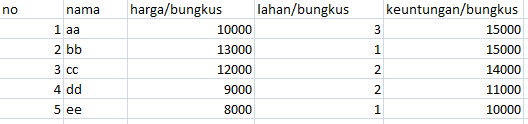 no nama harga/bungkus lahan/bungkus keuntungan/bungkus
1 aa 10000 3 15000
2 bb 13000 1 15000
3 cc 12000 2 14000
4 dd 9000 2 11000
5 ee 8000 1 10000